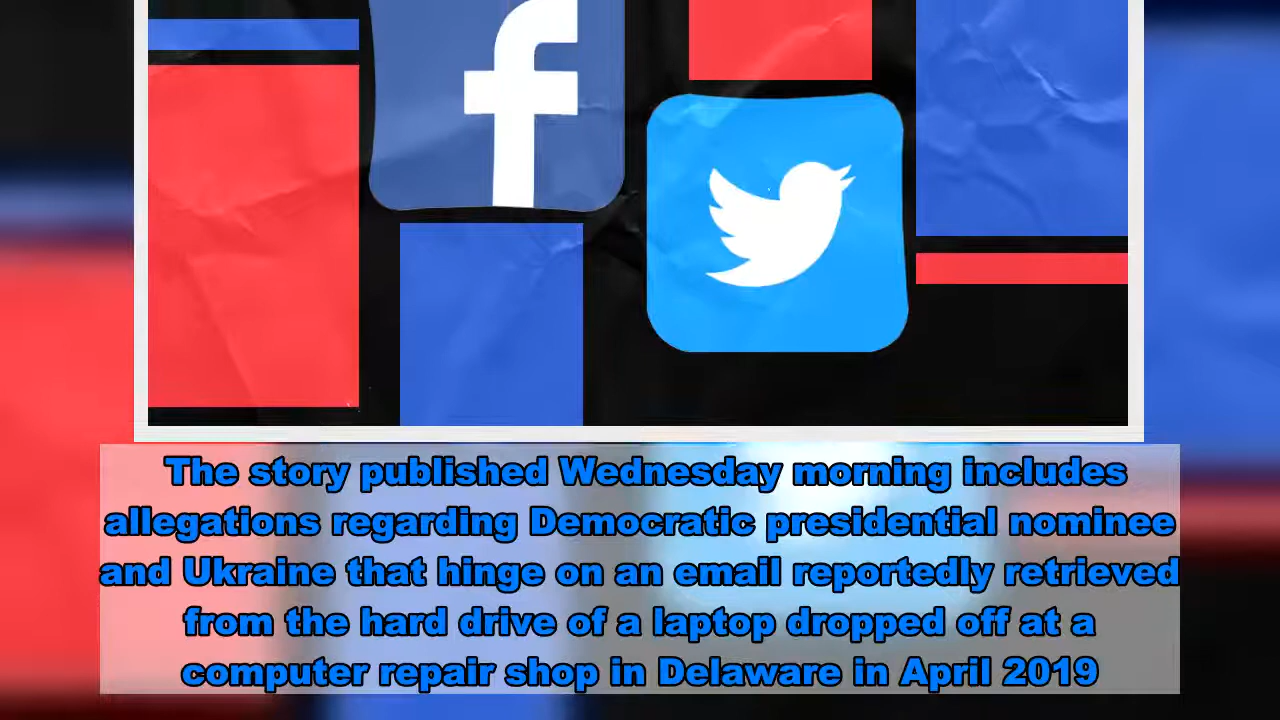 The story published Wednesday morning includes
allegations regarding Democratic presidential nominee
and Ukraine that hinge on an email reportedly retrieved
from the hard drive of a laptop dropped off at a
computer repair shop in Delaware in April 2019